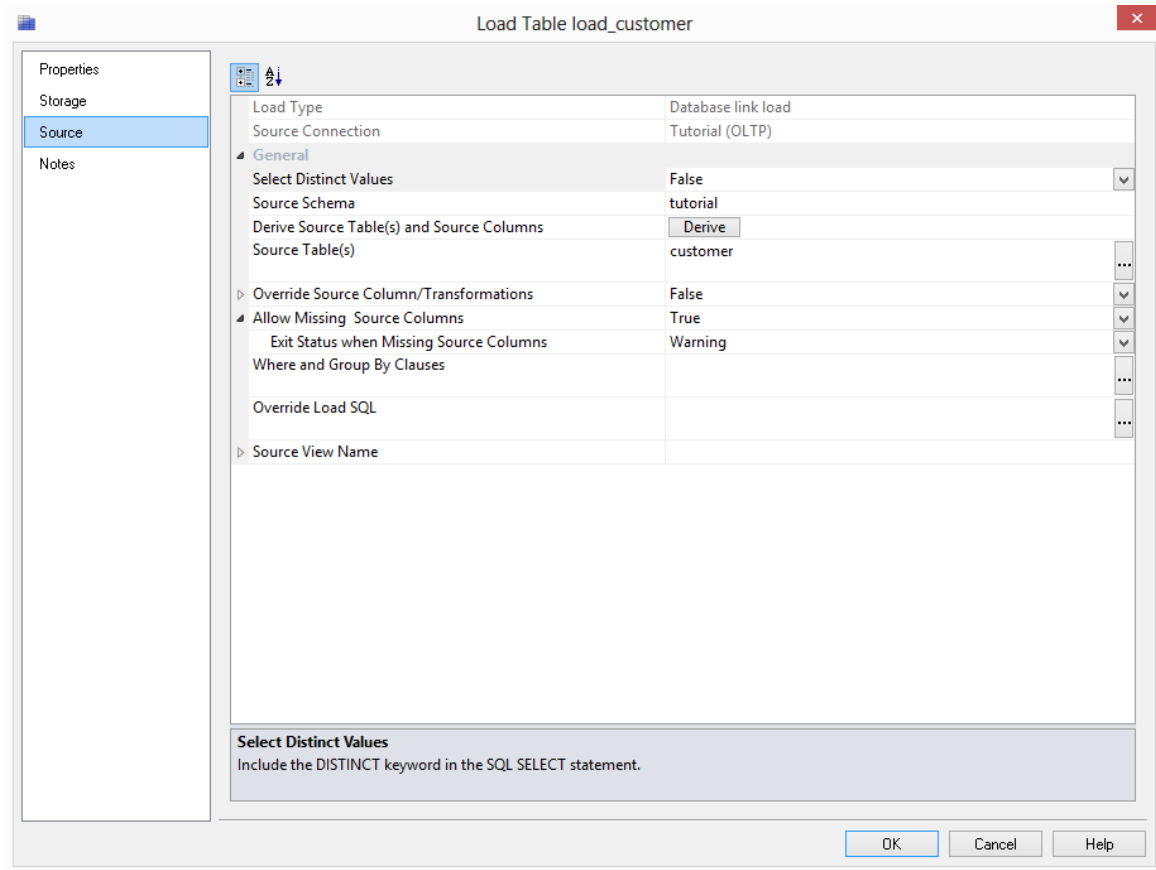 Load Table load_customer
Properties
Storage
Source
Notes
Load Type Database link load
Source Connection Tutorial (OLTP)
General
Select Distinct Values False
Source Schema tutorial
Derive Source Table(s) and Source Columns Derive
Source Table(s) customer
...
Override Source Column/Transformations False
Allow Missing  Source Columns True
Exit Status when Missing Source Columns Warning
Where and Group By Clauses
...
Override Load SQL
...
Source View Name
Select Distinct Values
Include the DISTINCT keyword in the SQL SELECT statement.
OK Cancel Help